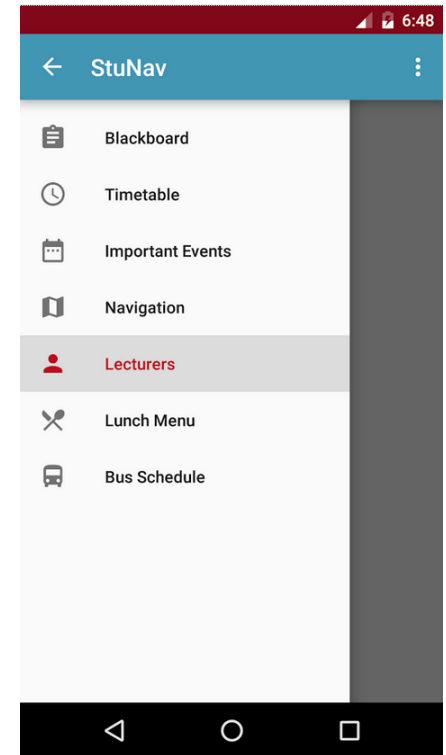 6:48
StuNav
Blackboard
Timetable
Important Events
Navigation
Lecturers
Lunch Menu
Bus Schedule